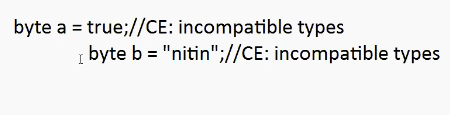 byte a = true;//CE: incompatible types
byte b = "nitin";//CE: incompatible types